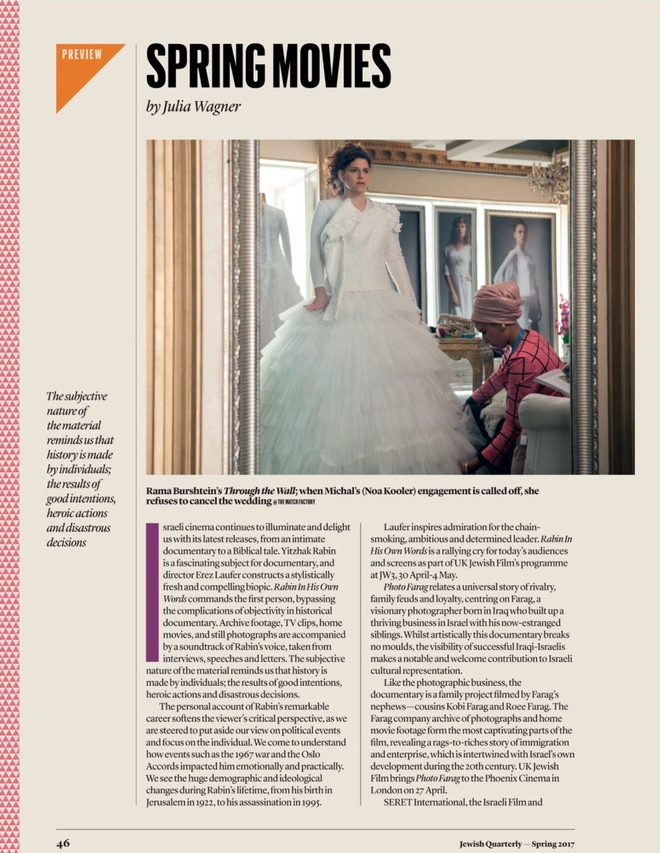 PREVIEW
SPRING MOVIES
by Julia Wagner
The subjective
nature of
the material
reminds us that
history is made
by individuals;
the results of
good intentions,
heroic actions
and disastrous
decisions
Rama Burshtein's Through the Wall; when Michal's (Noa Kooler) engagement is called off, she
refuses to cancel the wedding © THE MATCH FACTORY
Israeli cinema continues to illuminate and delight
us with its latest releases, from an intimate
documentary to a Biblical tale. Yitzhak Rabin
is a fascinating subject for documentary, and
director Erez Laufer constructs a stylistically
fresh and compelling biopic. Rabin In His Own
Words commands the first person, bypassing
the complications of objectivity in historical
documentary. Archive footage, TV clips, home
movies, and still photographs are accompanied
by a soundtrack of Rabin's voice, taken from
interviews, speeches and letters. The subjective
nature of the material reminds us that history is
made by individuals; the results of good intentions,
heroic actions and disastrous decisions.
The personal account of Rabin's remarkable
career softens the viewer's critical perspective, as we
are steered to put aside our view on political events
and focus on the individual. We come to understand
how events such as the 1967 war and the Oslo
Accords impacted him emotionally and practically.
We see the huge demographic and ideological
changes during Rabin's lifetime, from his birth in
Jerusalem in 1922, to his assassination in 1995.
Laufer inspires admiration for the chain-
smoking, ambitious and determined leader. Rabin In
His Own Words is a rallying cry for today's audiences
and screens as part of UK Jewish Film's programme
at JW3, 30 April-4 May.
Photo Farag relates a universal story of rivalry,
family feuds and loyalty, centring on Farag, a
visionary photographer born in Iraq who built up a
thriving business in Israel with his now-estranged
siblings. Whilst artistically this documentary breaks
no moulds, the visibility of successful Iraqi-Israelis
makes a notable and welcome contribution to Israeli
cultural representation.
Like the photographic business, the
documentary is a family project filmed by Farag's
nephews—cousins Kobi Farag and Roee Farag. The
Farag company archive of photographs and home
movie footage form the most captivating parts of the
film, revealing a rags-to-riches story of immigration
and enterprise, which is intertwined with Israel's own
development during the 20th century. UK Jewish
Film brings Photo Farag to the Phoenix Cinema in
London on 27 April.
SERET International, the Israeli Film and
46
Jewish Quarterly — Spring 2017